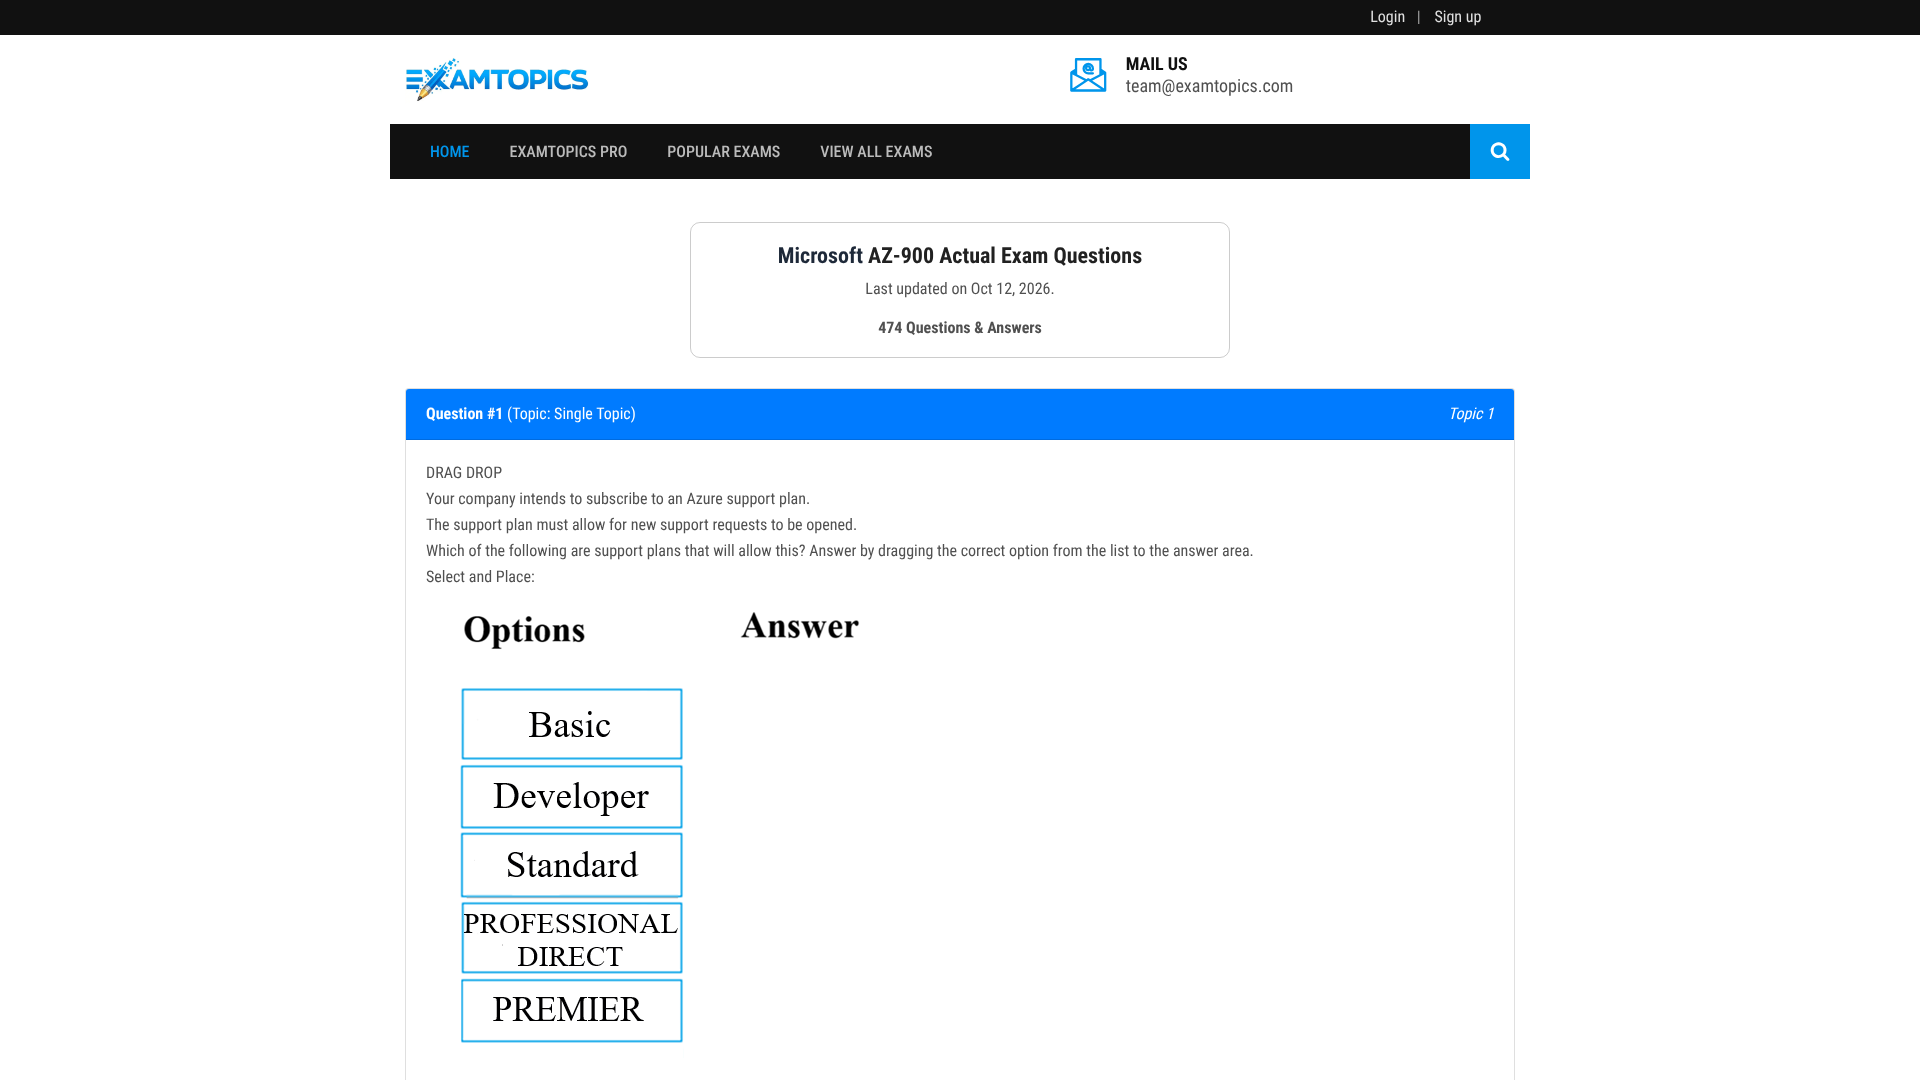 Login | Sign up
EXAMTOPICS
MAIL US
team@examtopics.com
HOME EXAMTOPICS PRO POPULAR EXAMS VIEW ALL EXAMS
Microsoft AZ-900 Actual Exam Questions
Last updated on Oct 12, 2026.
474 Questions & Answers
Question #1 (Topic: Single Topic) Topic 1
DRAG DROP
Your company intends to subscribe to an Azure support plan.
The support plan must allow for new support requests to be opened.
Which of the following are support plans that will allow this? Answer by dragging the correct option from the list to the answer area.
Select and Place:
Options Answer
Basic
Developer
Standard
PROFESSIONAL
DIRECT
PREMIER